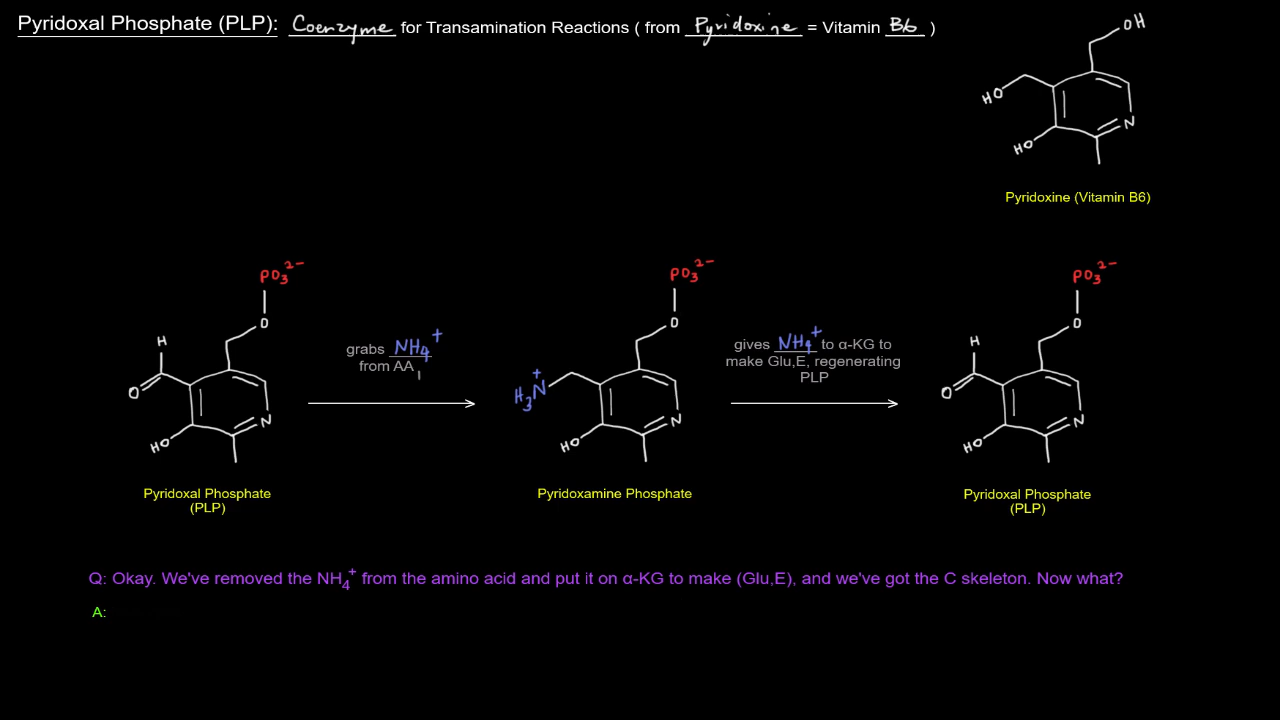 Pyridoxal Phosphate (PLP): Coenzyme for Transamination Reactions ( from Pyridoxine = Vitamin B6 )
OH
HO
HO
N
Pyridoxine (Vitamin B6)
PO3 2-
O
H
O
HO
N
Pyridoxal Phosphate
(PLP)
grabs NH4+
from AA
PO3 2-
O
H3N+
HO
N
Pyridoxamine Phosphate
gives NH4+ to α-KG to
make Glu,E, regenerating
PLP
PO3 2-
O
H
O
HO
N
Pyridoxal Phosphate
(PLP)
Q: Okay. We've removed the NH4+ from the amino acid and put it on α-KG to make (Glu,E), and we've got the C skeleton. Now what?
A: